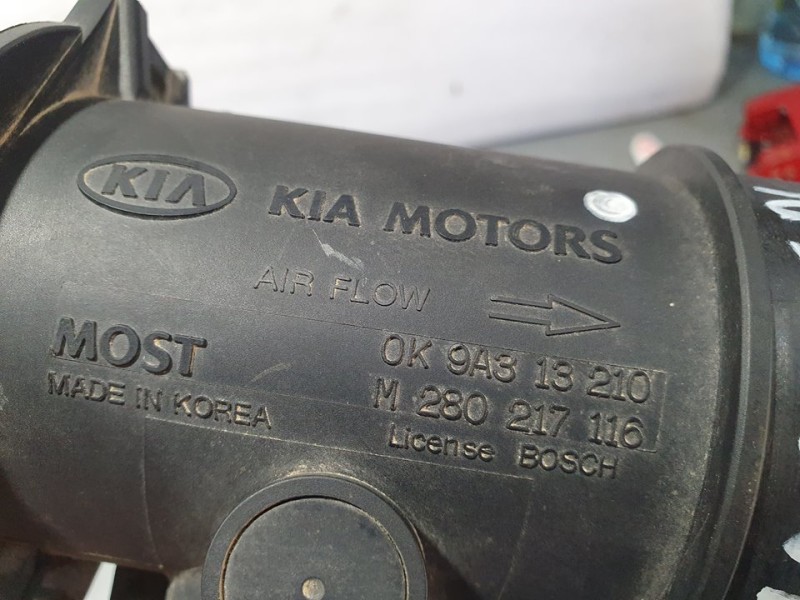 KIA KIA MOTORS
AIR FLOW
MOST
MADE IN KOREA
0K 9A3 13 210
M 280 217 116
License BOSCH